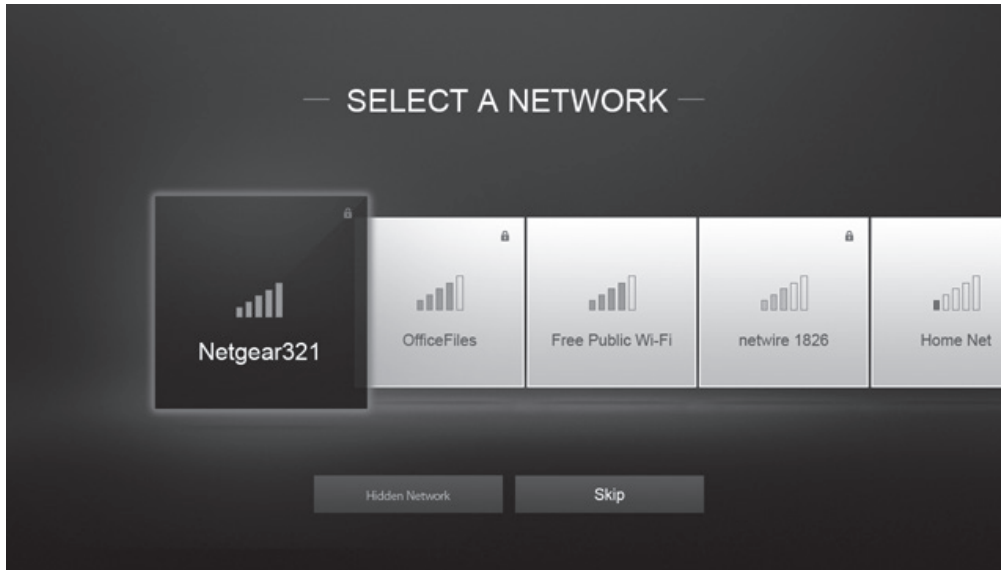 SELECT A NETWORK
Netgear321
OfficeFiles
Free Public Wi-Fi
netwire 1826
Home Net
Hidden Network
Skip